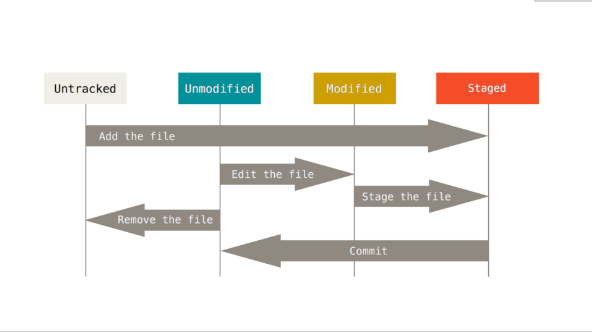 Untracked
Unmodified
Modified
Staged
Add the file
Edit the file
Stage the file
Remove the file
Commit